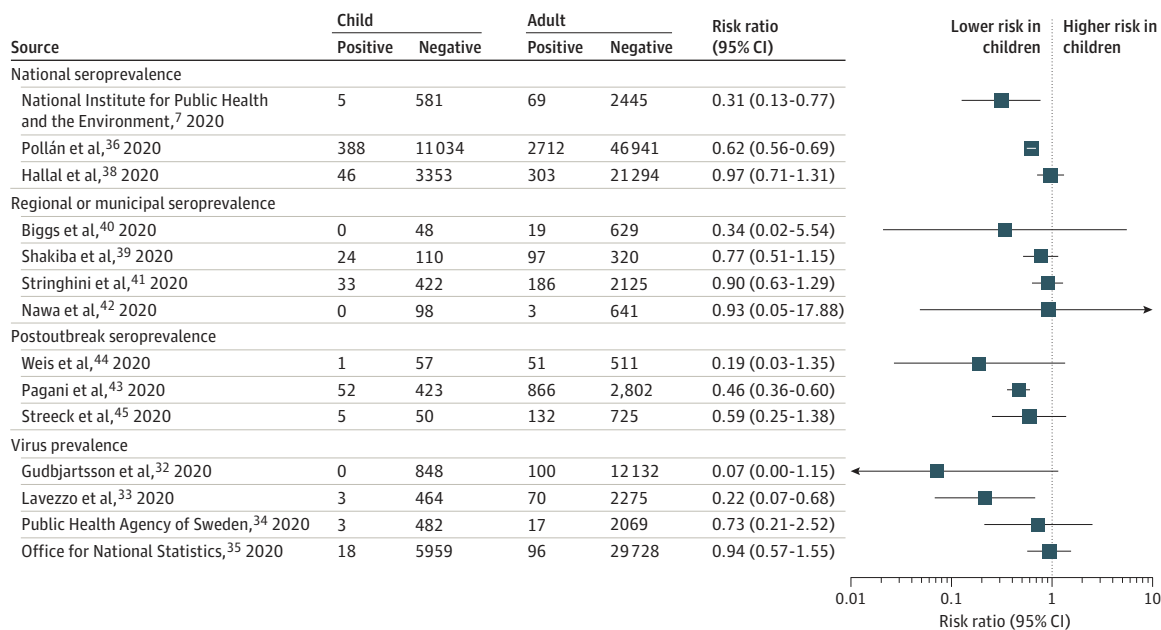 Child Adult Risk ratio Lower risk in Higher risk in
Source Positive Negative Positive Negative (95% CI) children children
National seroprevalence
National Institute for Public Health 5 581 69 2445 0.31 (0.13-0.77)
and the Environment,7 2020
Pollán et al,36 2020 388 11 034 2712 46 941 0.62 (0.56-0.69)
Hallal et al,38 2020 46 3353 303 21 294 0.97 (0.71-1.31)
Regional or municipal seroprevalence
Biggs et al,40 2020 0 48 19 629 0.34 (0.02-5.54)
Shakiba et al,39 2020 24 110 97 320 0.77 (0.51-1.15)
Stringhini et al,41 2020 33 422 186 2125 0.90 (0.63-1.29)
Nawa et al,42 2020 0 98 3 641 0.93 (0.05-17.88)
Postoutbreak seroprevalence
Weis et al,44 2020 1 57 51 511 0.19 (0.03-1.35)
Pagani et al,43 2020 52 423 866 2,802 0.46 (0.36-0.60)
Streeck et al,45 2020 5 50 132 725 0.59 (0.25-1.38)
Virus prevalence
Gudbjartsson et al,32 2020 0 848 100 12 132 0.07 (0.00-1.15)
Lavezzo et al,33 2020 3 464 70 2275 0.22 (0.07-0.68)
Public Health Agency of Sweden,34 2020 3 482 17 2069 0.73 (0.21-2.52)
Office for National Statistics,35 2020 18 5959 96 29 728 0.94 (0.57-1.55)
0.01 0.1 1 10
Risk ratio (95% CI)